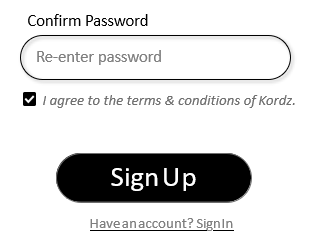 Confirm Password
Re-enter password
I agree to the terms & conditions of Kordz.
Sign Up
Have an account? Sign In